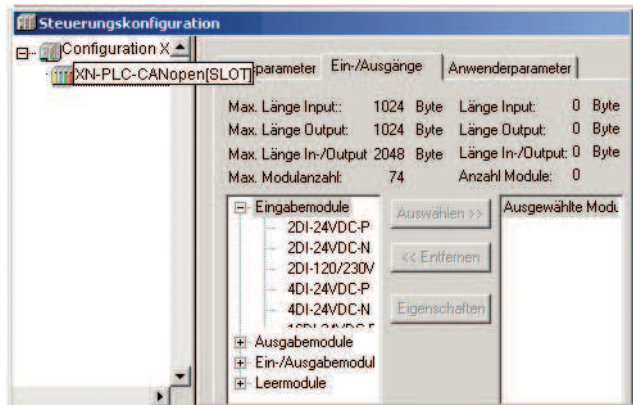 Steuerungskonfiguration
Configuration X
XN-PLC-CANopen[SLOT]
parameter
Ein-/Ausgänge
Anwenderparameter
Max. Länge Input:: 1024 Byte Länge Input: 0 Byte
Max. Länge Output: 1024 Byte Länge Output: 0 Byte
Max. Länge In-/Output 2048 Byte Länge In-/Output: 0 Byte
Max. Modulanzahl: 74 Anzahl Module: 0
Eingabemodule
2DI-24VDC-P
2DI-24VDC-N
2DI-120/230V
4DI-24VDC-P
4DI-24VDC-N
Ausgabemodule
Ein-/Ausgabemodul
Leermodule
Auswählen >>
<< Entfernen
Eigenschaften
Ausgewählte Modu